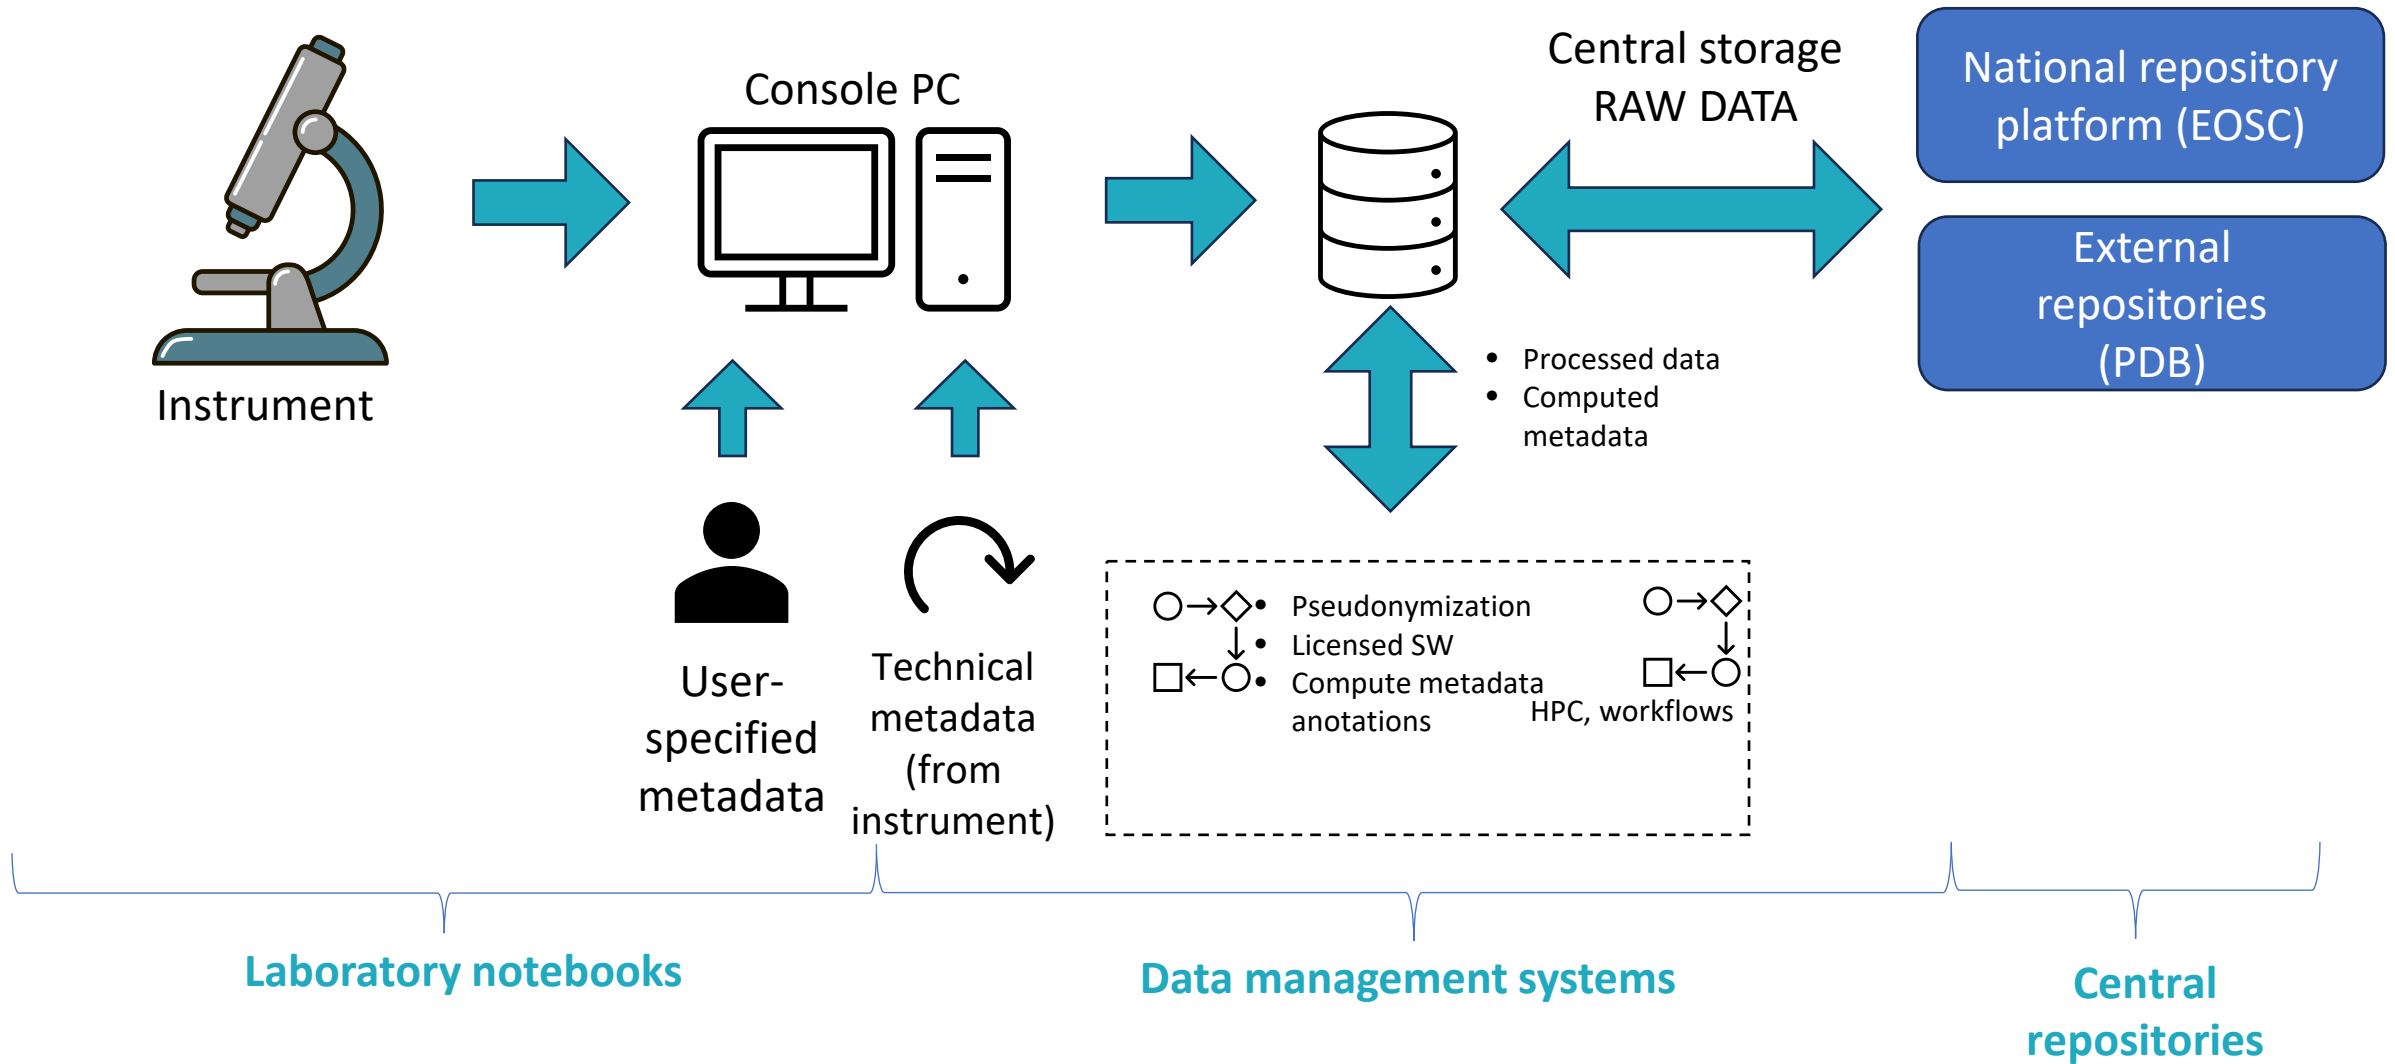 Instrument
Console PC
Central storage
RAW DATA
National repository
platform (EOSC)
External
repositories
(PDB)
• Processed data
• Computed
metadata
User-
specified
metadata
Technical
metadata
(from
instrument)
• Pseudonymization
• Licensed SW
• Compute metadata
anotations
HPC, workflows
Laboratory notebooks
Data management systems
Central
repositories